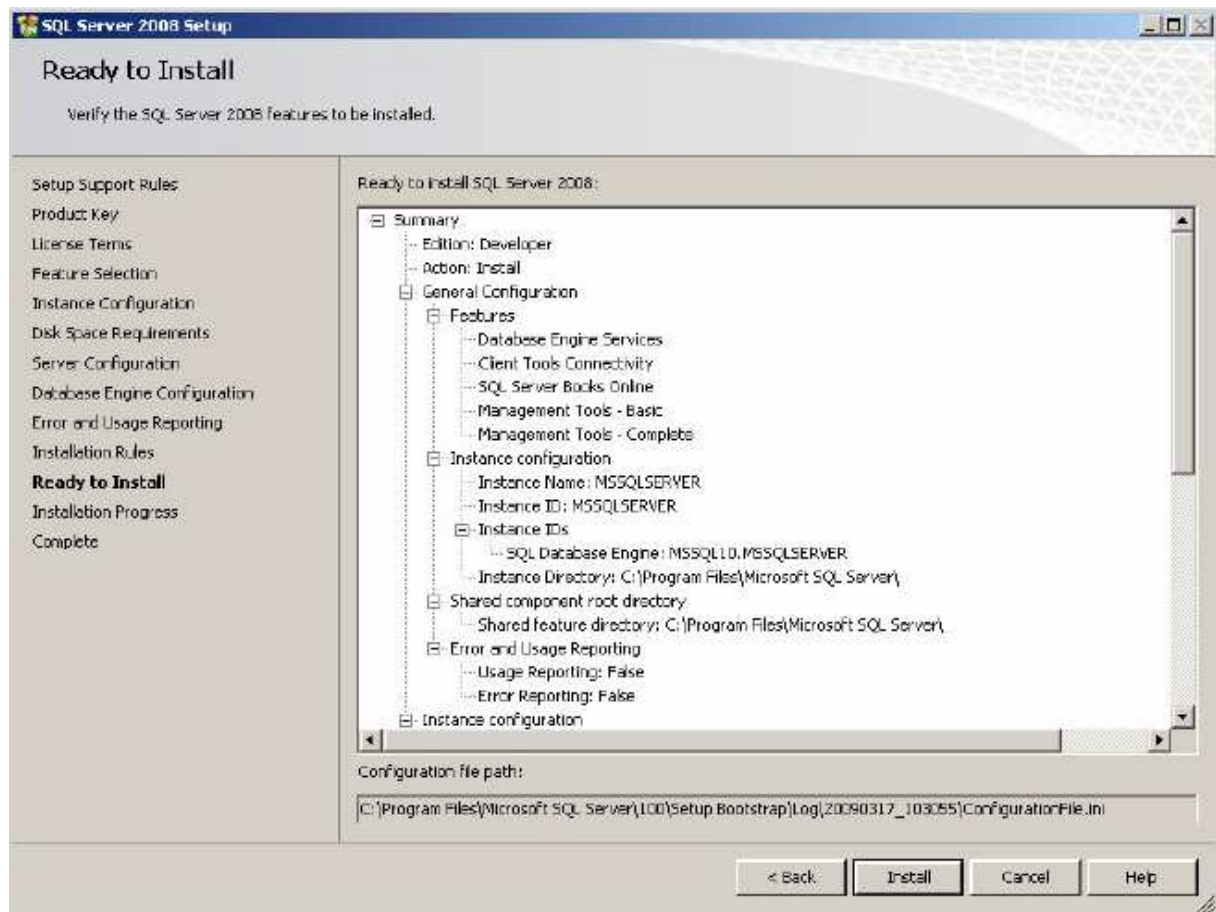 SQL Server 2008 Setup
Ready to Install
Verify the SQL Server 2008 features to be installed.
Setup Support Rules
Product Key
License Terms
Feature Selection
Instance Configuration
Disk Space Requirements
Server Configuration
Database Engine Configuration
Error and Usage Reporting
Installation Rules
Ready to Install
Installation Progress
Complete
Ready to install SQL Server 2008:
Summary
Edition: Developer
Action: Install
General Configuration
Features
Database Engine Services
Client Tools Connectivity
SQL Server Books Online
Management Tools - Basic
Management Tools - Complete
Instance configuration
Instance Name: MSSQLSERVER
Instance ID: MSSQLSERVER
Instance IDs
SQL Database Engine: MSSQL10.MSSQLSERVER
Instance Directory: C:\Program Files\Microsoft SQL Server\
Shared component root directory
Shared feature directory: C:\Program Files\Microsoft SQL Server\
Error and Usage Reporting
Usage Reporting: False
Error Reporting: False
Instance configuration
Configuration file path:
C:\Program Files\Microsoft SQL Server\100\Setup Bootstrap\Log\20090317_103055\ConfigurationFile.ini
< Back
Install
Cancel
Help